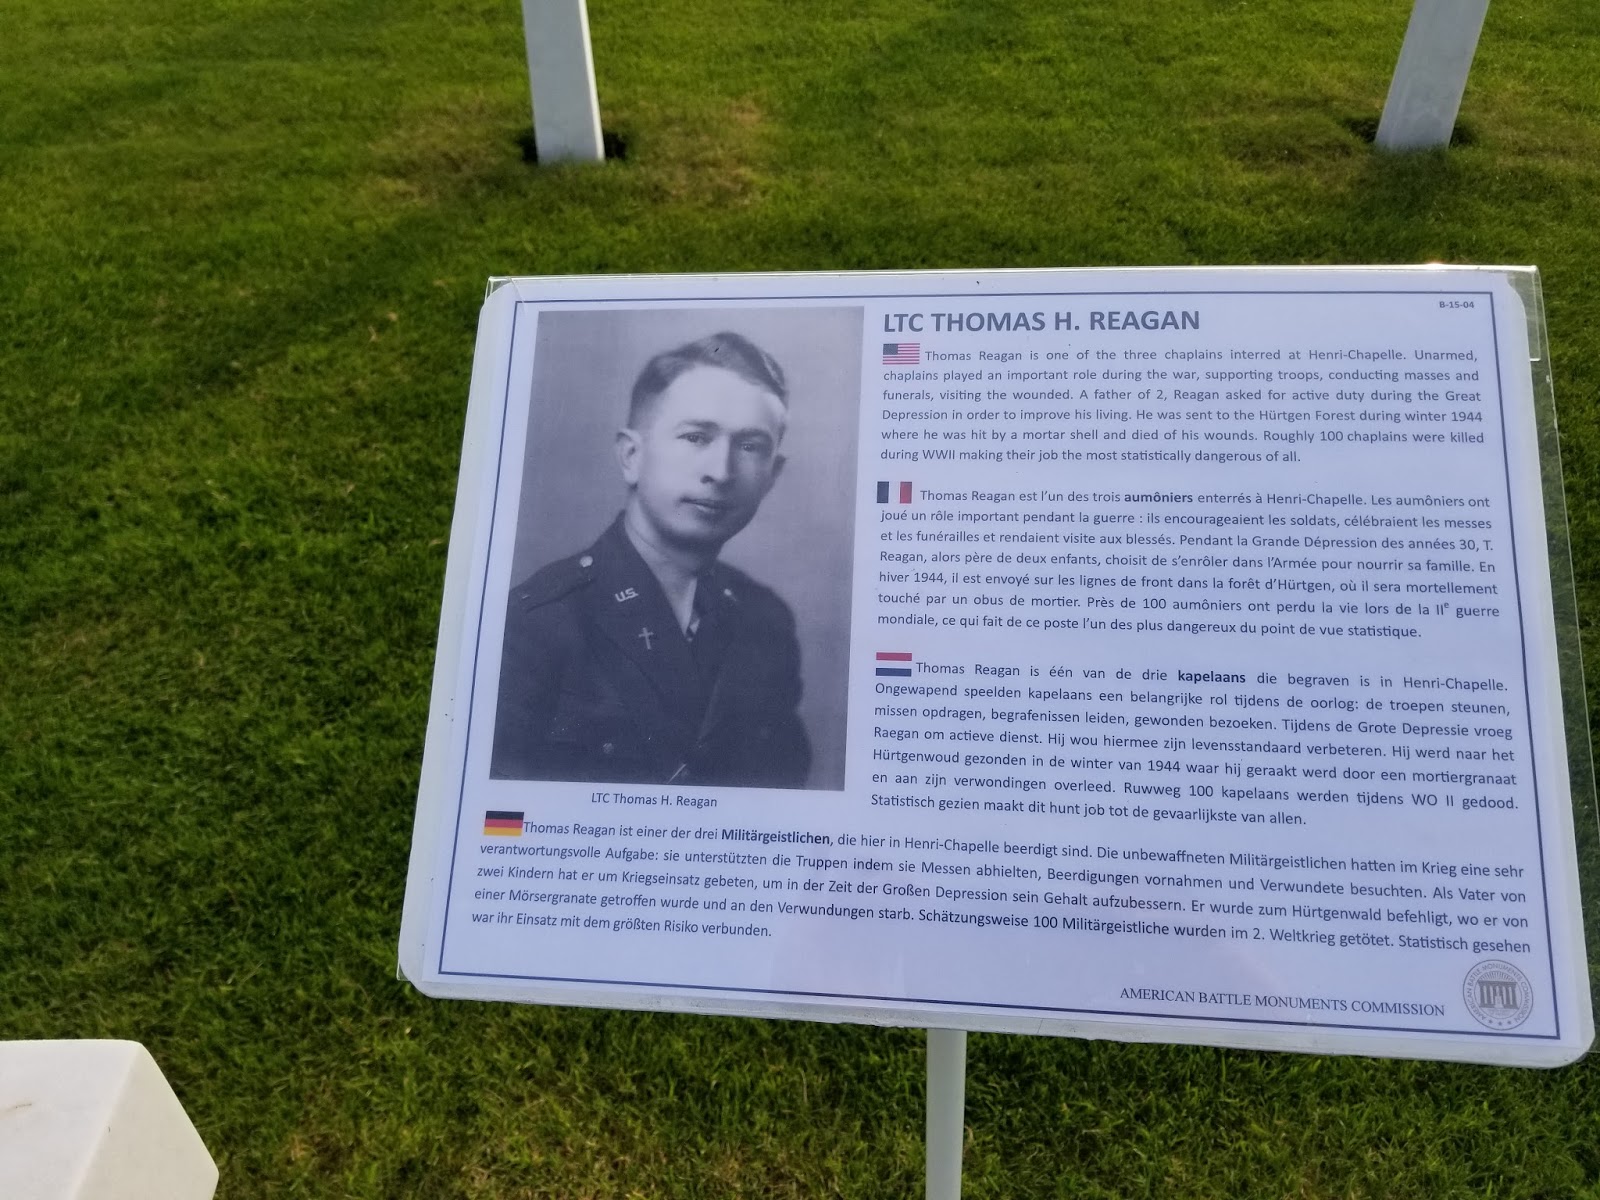 B-15-04
LTC THOMAS H. REAGAN
Thomas Reagan is one of the three chaplains interred at Henri-Chapelle. Unarmed,
chaplains played an important role during the war, supporting troops, conducting masses and
funerals, visiting the wounded. A father of 2, Reagan asked for active duty during the Great
Depression in order to improve his living. He was sent to the Hürtgen Forest during winter 1944
where he was hit by a mortar shell and died of his wounds. Roughly 100 chaplains were killed
during WWII making their job the most statistically dangerous of all.
Thomas Reagan est l'un des trois aumôniers enterrés à Henri-Chapelle. Les aumôniers ont
joué un rôle important pendant la guerre : ils encourageaient les soldats, célébraient les messes
et les funérailles et rendaient visite aux blessés. Pendant la Grande Dépression des années 30, T.
Reagan, alors père de deux enfants, choisit de s'enrôler dans l'Armée pour nourrir sa famille. En
hiver 1944, il est envoyé sur les lignes de front dans la forêt d'Hürtgen, où il sera mortellement
touché par un obus de mortier. Près de 100 aumôniers ont perdu la vie lors de la IIe guerre
mondiale, ce qui fait de ce poste l'un des plus dangereux du point de vue statistique.
Thomas Reagan is één van de drie kapelaans die begraven is in Henri-Chapelle.
Ongewapend speelden kapelaans een belangrijke rol tijdens de oorlog: de troepen steunen,
missen opdragen, begrafenissen leiden, gewonden bezoeken. Tijdens de Grote Depressie vroeg
Raegan om actieve dienst. Hij wou hiermee zijn levensstandaard verbeteren. Hij werd naar het
Hürtgenwoud gezonden in de winter van 1944 waar hij geraakt werd door een mortiergranaat
en aan zijn verwondingen overleed. Ruwweg 100 kapelaans werden tijdens WO II gedood.
Statistisch gezien maakt dit hunt job tot de gevaarlijkste van allen.
U.S.
LTC Thomas H. Reagan
Thomas Reagan ist einer der drei Militärgeistlichen, die hier in Henri-Chapelle beerdigt sind. Die unbewaffneten Militärgeistlichen hatten im Krieg eine sehr
verantwortungsvolle Aufgabe: sie unterstützten die Truppen indem sie Messen abhielten, Beerdigungen vornahmen und Verwundete besuchten. Als Vater von
zwei Kindern hat er um Kriegseinsatz gebeten, um in der Zeit der Großen Depression sein Gehalt aufzubessern. Er wurde zum Hürtgenwald befehligt, wo er von
einer Mörsergranate getroffen wurde und an den Verwundungen starb. Schätzungsweise 100 Militärgeistliche wurden im 2. Weltkrieg getötet. Statistisch gesehen
war ihr Einsatz mit dem größten Risiko verbunden.
AMERICAN BATTLE MONUMENTS COMMISSION
AMERICAN BATTLE MONUMENTS COMMISSION